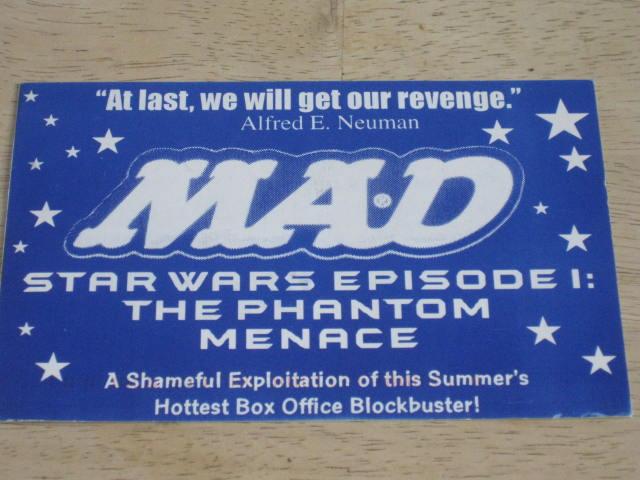 "At last, we will get our revenge."
Alfred E. Neuman
MAD
®
STAR WARS EPISODE I:
THE PHANTOM
MENACE
A Shameful Exploitation of this Summer's
Hottest Box Office Blockbuster!